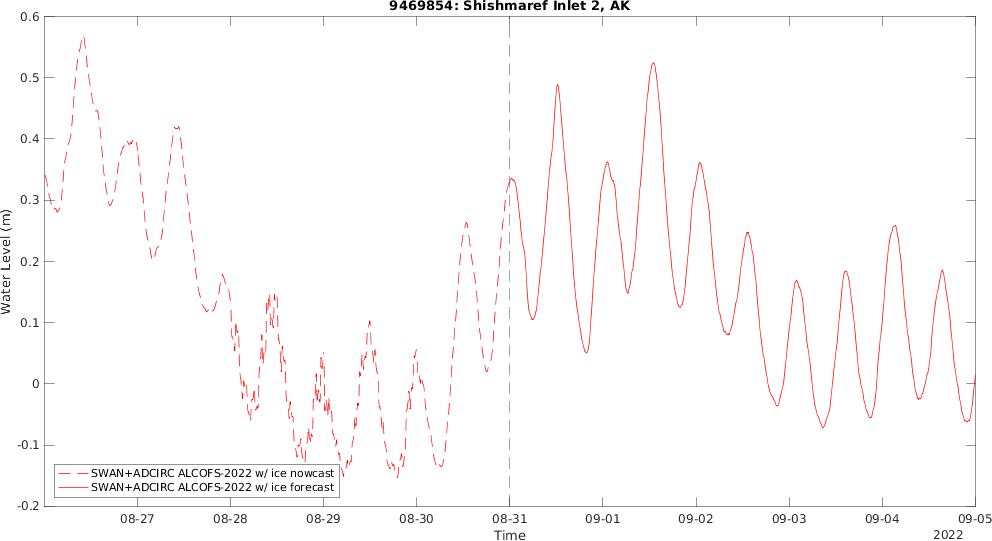 9469854: Shishmaref Inlet 2, AK
0.6
0.5
0.4
0.3
0.2
0.1
0
-0.1
-0.2
Water Level (m)
SWAN+ADCIRC ALCOFS-2022 w/ ice nowcast
SWAN+ADCIRC ALCOFS-2022 w/ ice forecast
08-27 08-28 08-29 08-30 08-31 09-01 09-02 09-03 09-04 09-05
Time
2022